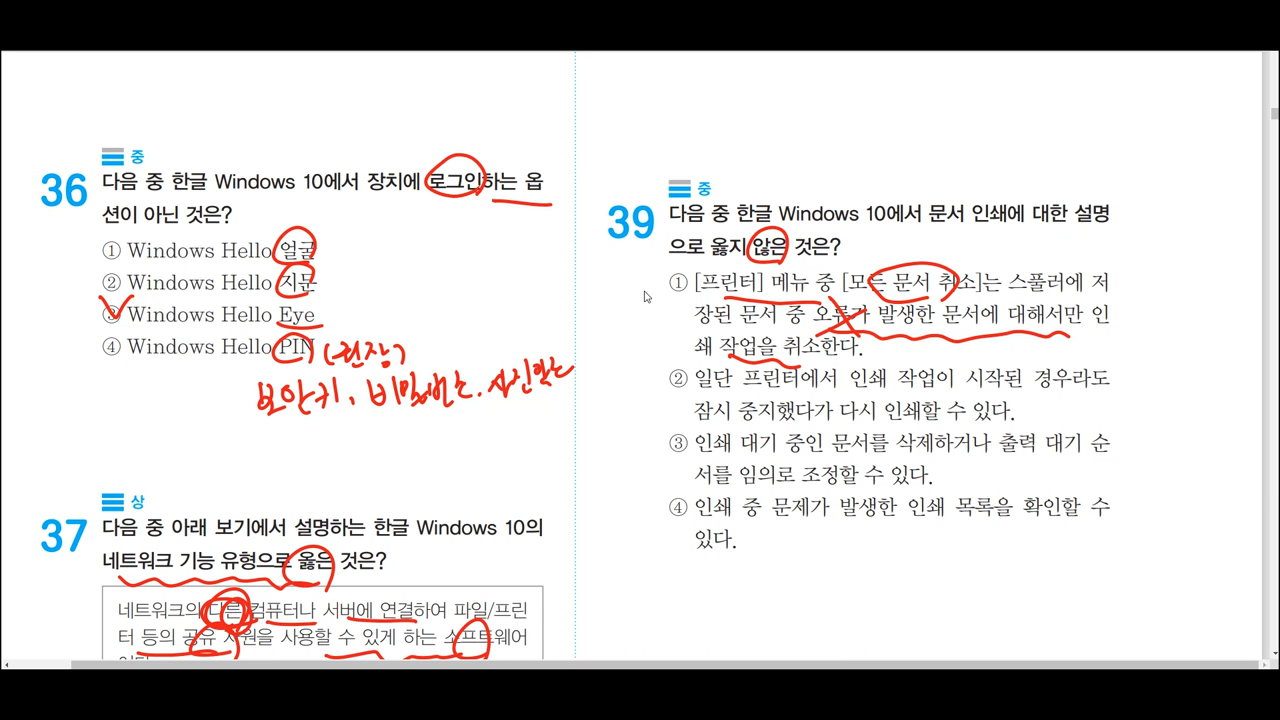 중
36 다음 중 한글 Windows 10에서 장치에 로그인하는 옵
션이 아닌 것은?
① Windows Hello 얼굴
② Windows Hello 지문
③ Windows Hello Eye
④ Windows Hello PIN (권장)
보안키, 비밀번호, 사진암호
상
37 다음 중 아래 보기에서 설명하는 한글 Windows 10의
네트워크 기능 유형으로 옳은 것은?
네트워크의 다른 컴퓨터나 서버에 연결하여 파일/프린
터 등의 공유 자원을 사용할 수 있게 하는 소프트웨어
중
39 다음 중 한글 Windows 10에서 문서 인쇄에 대한 설명
으로 옳지 않은 것은?
① [프린터] 메뉴 중 [모든 문서 취소]는 스풀러에 저
장된 문서 중 오류가 발생한 문서에 대해서만 인
쇄 작업을 취소한다.
② 일단 프린터에서 인쇄 작업이 시작된 경우라도
잠시 중지했다가 다시 인쇄할 수 있다.
③ 인쇄 대기 중인 문서를 삭제하거나 출력 대기 순
서를 임의로 조정할 수 있다.
④ 인쇄 중 문제가 발생한 인쇄 목록을 확인할 수
있다.